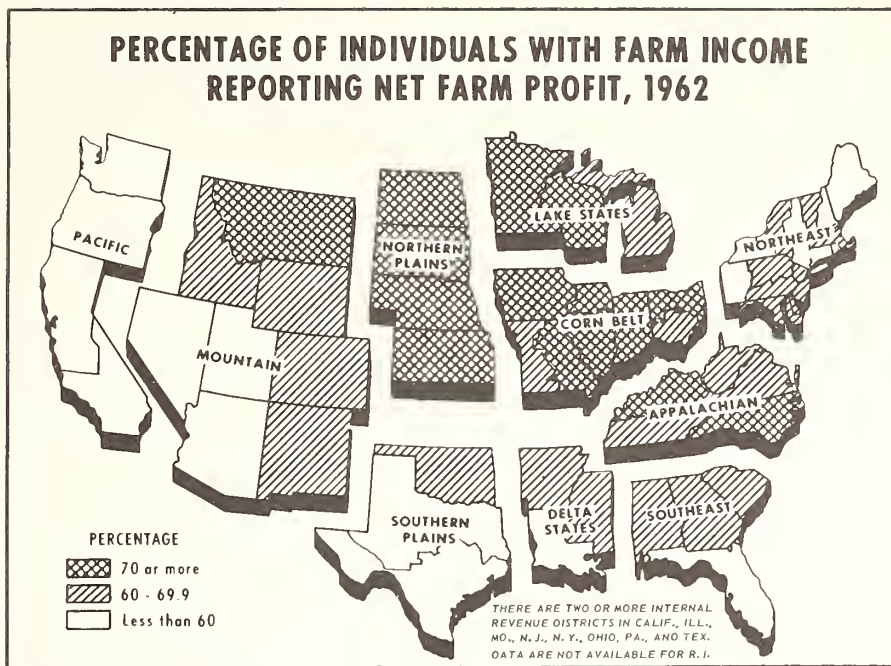 PERCENTAGE OF INDIVIDUALS WITH FARM INCOME
REPORTING NET FARM PROFIT, 1962
PACIFIC
MOUNTAIN
NORTHERN
PLAINS
LAKE STATES
CORN BELT
NORTHEAST
APPALACHIAN
SOUTHERN
PLAINS
DELTA
STATES
SOUTHEAST
PERCENTAGE
70 or more
60 - 69.9
Less than 60
THERE ARE TWO OR MORE INTERNAL
REVENUE DISTRICTS IN CALIF., ILL.,
MO., N.J., N.Y., OHIO, PA., AND TEX.
DATA ARE NOT AVAILABLE FOR R.I.